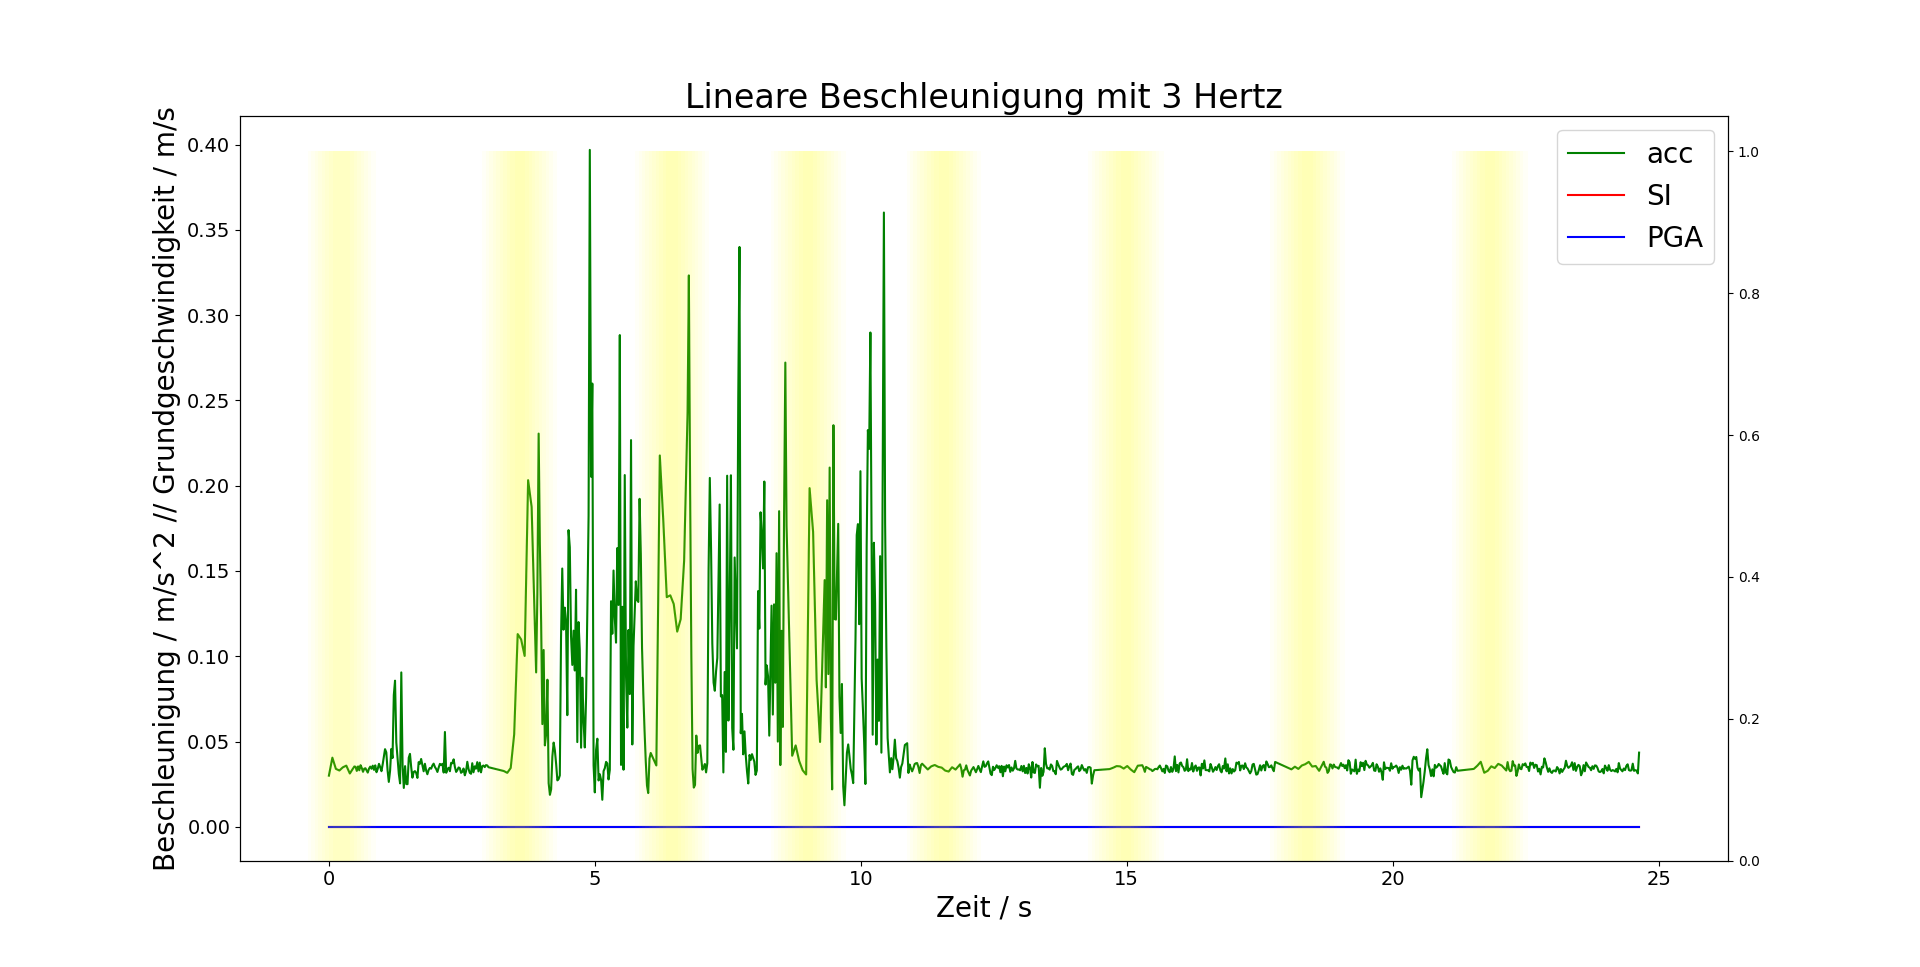 Lineare Beschleunigung mit 3 Hertz
Beschleunigung / m/s^2 // Grundgeschwindigkeit / m/s
0.40
0.35
0.30
0.25
0.20
0.15
0.10
0.05
0.00
acc
SI
PGA
1.0
0.8
0.6
0.4
0.2
0.0
0 5 10 15 20 25
Zeit / s